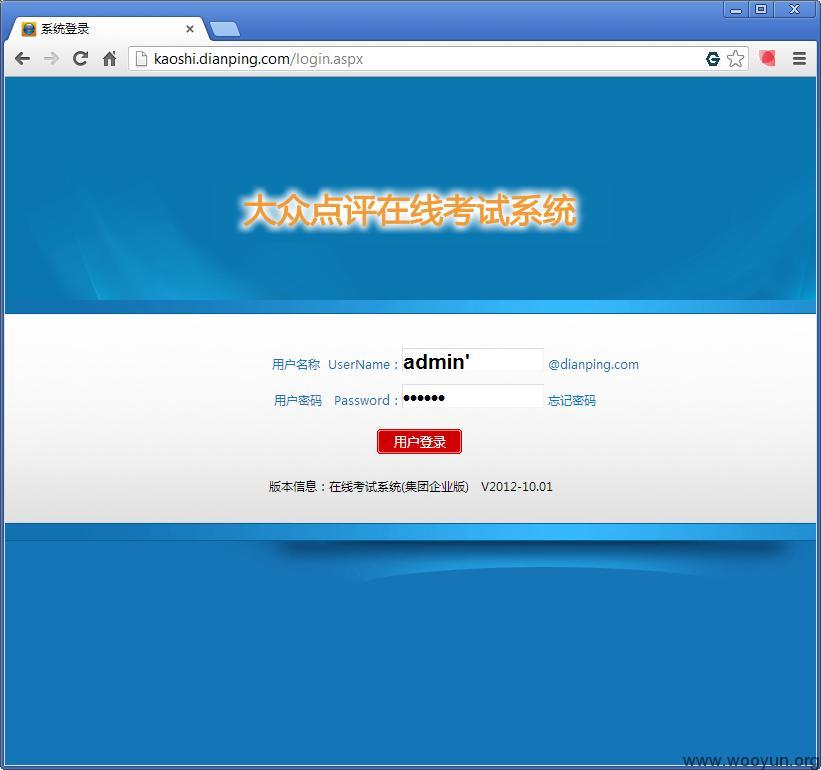 系统登录
kaoshi.dianping.com/login.aspx
大众点评在线考试系统
用户名称 UserName : admin' @dianping.com
用户密码 Password : •••••• 忘记密码
用户登录
版本信息：在线考试系统(集团企业版) V2012-10.01
www.wooyun.org